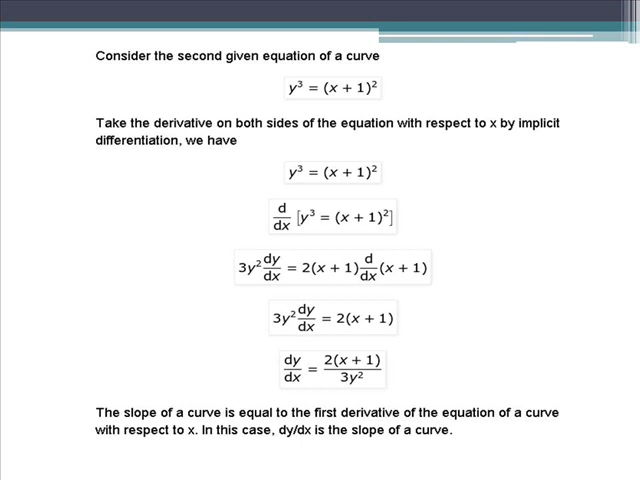 Consider the second given equation of a curve
y³ = (x + 1)²
Take the derivative on both sides of the equation with respect to x by implicit
differentiation, we have
y³ = (x + 1)²
d/dx [y³ = (x + 1)²]
3y² dy/dx = 2(x + 1) d/dx (x + 1)
3y² dy/dx = 2(x + 1)
dy/dx = 2(x + 1)/3y²
The slope of a curve is equal to the first derivative of the equation of a curve
with respect to x. In this case, dy/dx is the slope of a curve.